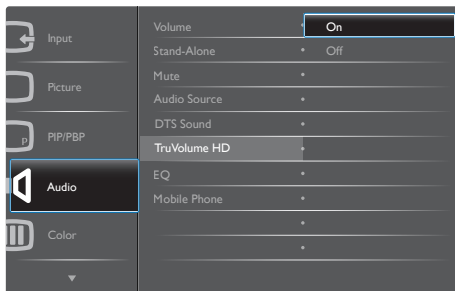 Input
Picture
P
PIP/PBP
Audio
Color
Volume
Stand-Alone
Mute
Audio Source
DTS Sound
TruVolume HD
EQ
Mobile Phone
On
Off